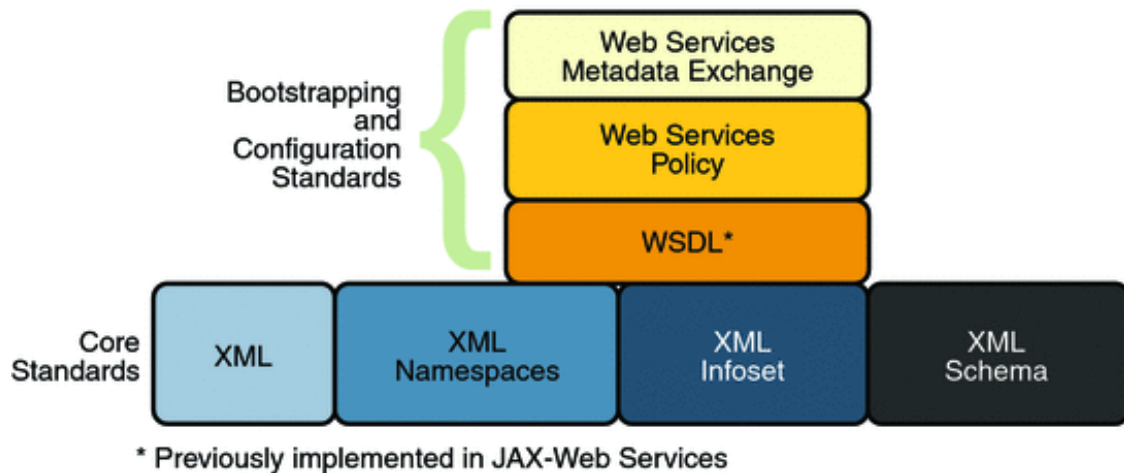 Web Services
Metadata Exchange
Bootstrapping
and
Configuration
Standards
Web Services
Policy
WSDL*
Core
Standards
XML
XML
Namespaces
XML
Infoset
XML
Schema
* Previously implemented in JAX-Web Services